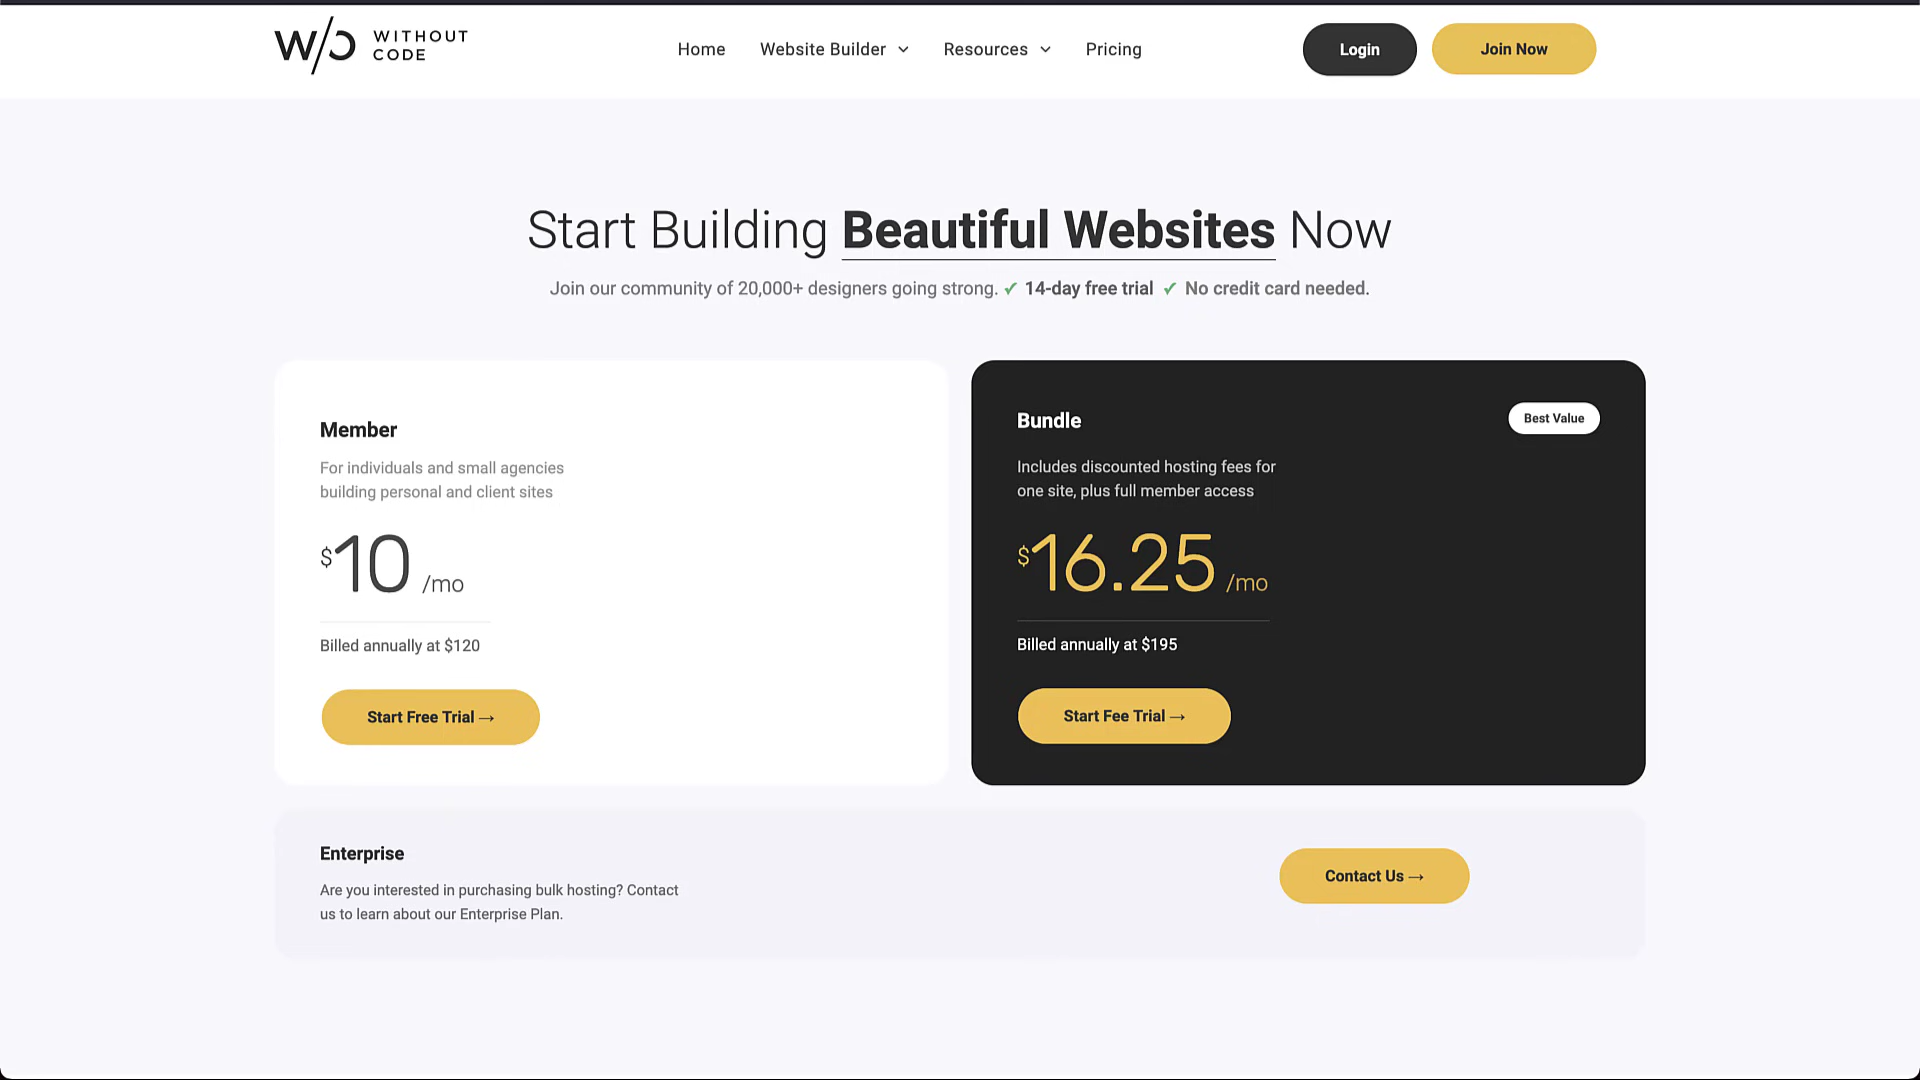 W/O WITHOUT
CODE
Home Website Builder Resources Pricing Login Join Now
Start Building Beautiful Websites Now
Join our community of 20,000+ designers going strong. ✓ 14-day free trial ✓ No credit card needed.
Member
For individuals and small agencies
building personal and client sites
$10 /mo
Billed annually at $120
Start Free Trial →
Bundle
Best Value
Includes discounted hosting fees for
one site, plus full member access
$16.25 /mo
Billed annually at $195
Start Fee Trial →
Enterprise
Are you interested in purchasing bulk hosting? Contact
us to learn about our Enterprise Plan.
Contact Us →